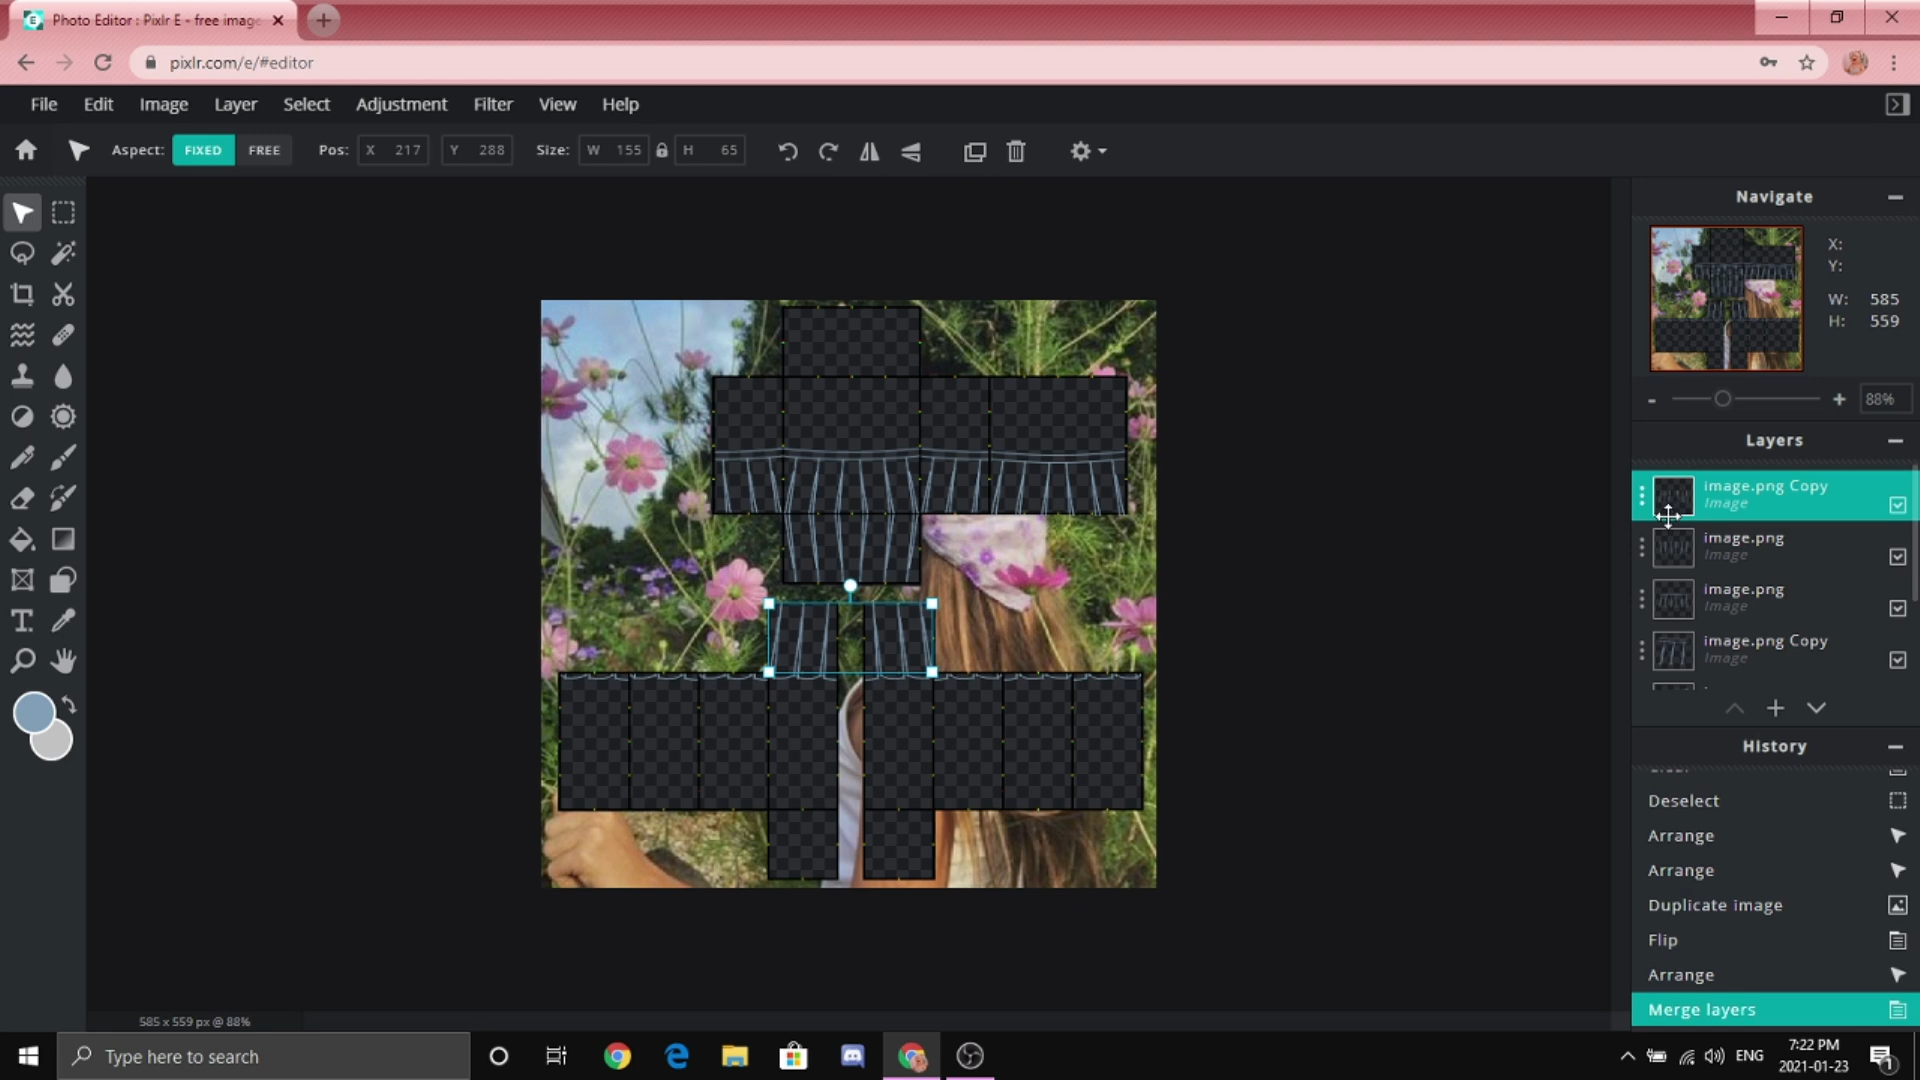 Photo Editor : Pixlr E - free image
pixlr.com/e/#editor
File Edit Image Layer Select Adjustment Filter View Help
Aspect: FIXED FREE Pos: X 217 Y 288 Size: W 155 H 65
Navigate
X:
Y:
W: 585
H: 559
88%
Layers
image.png Copy
Image
image.png
Image
image.png
Image
image.png Copy
Image
History
Deselect
Arrange
Arrange
Duplicate image
Flip
Arrange
Merge layers
585 x 559 px @ 88%
Type here to search
ENG
7:22 PM
2021-01-23
1